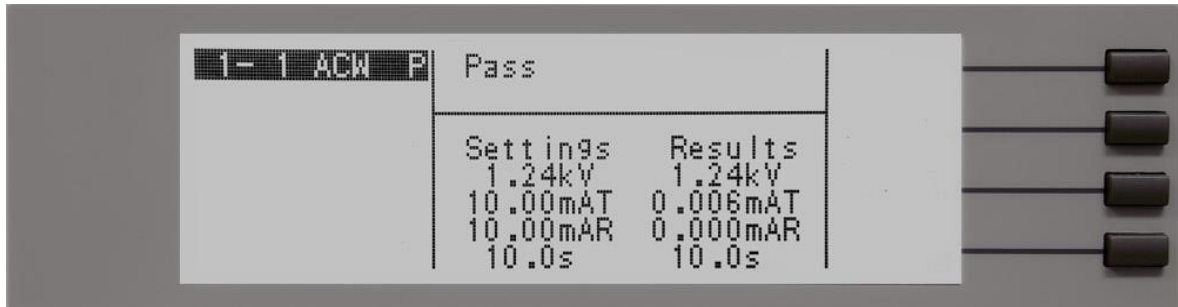 1- 1 ACW P
Pass
Settings Results
1.24kV 1.24kV
10.00mAT 0.006mAT
10.00mAR 0.000mAR
10.0s 10.0s